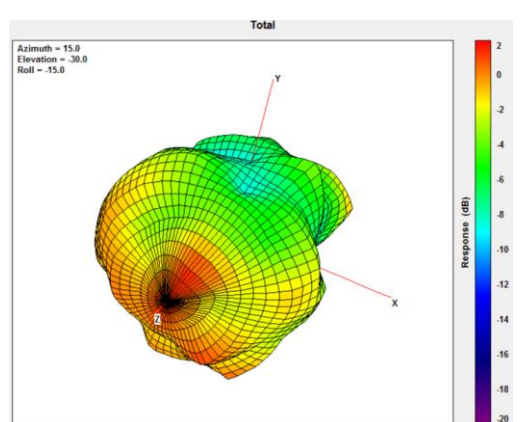 Total
Azimuth = 15.0
Elevation = -30.0
Roll = -15.0
Y
X
Z
Response (dB)
2
0
-2
-4
-6
-8
-10
-12
-14
-16
-18
-20